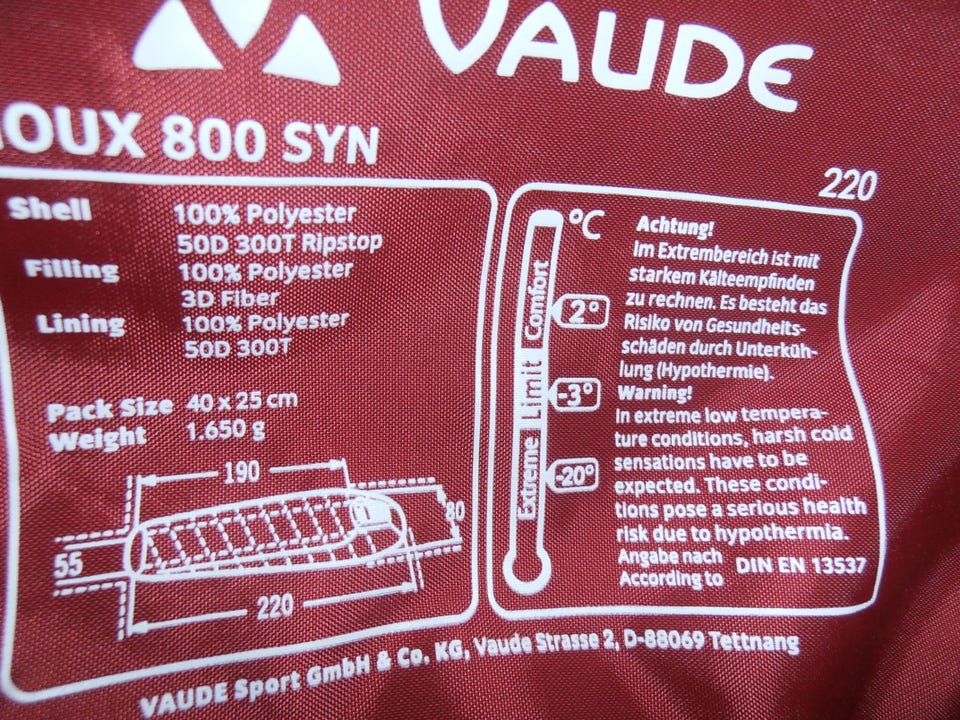 VAUDE
IOUX 800 SYN
220
Shell 100% Polyester
50D 300T Ripstop
Filling 100% Polyester
3D Fiber
Lining 100% Polyester
50D 300T
Pack Size 40 x 25 cm
Weight 1.650 g
190
80
55
220
°C
Comfort
2°
Limit
-3°
Extreme
-20°
Achtung!
Im Extrembereich ist mit
starkem Kälteempfinden
zu rechnen. Es besteht das
Risiko von Gesundheits-
schäden durch Unterküh-
lung (Hypothermie).
Warning!
In extreme low tempera-
ture conditions, harsh cold
sensations have to be
expected. These condi-
tions pose a serious health
risk due to hypothermia.
Angabe nach
According to DIN EN 13537
VAUDE Sport GmbH & Co. KG, Vaude Strasse 2, D-88069 Tettnang